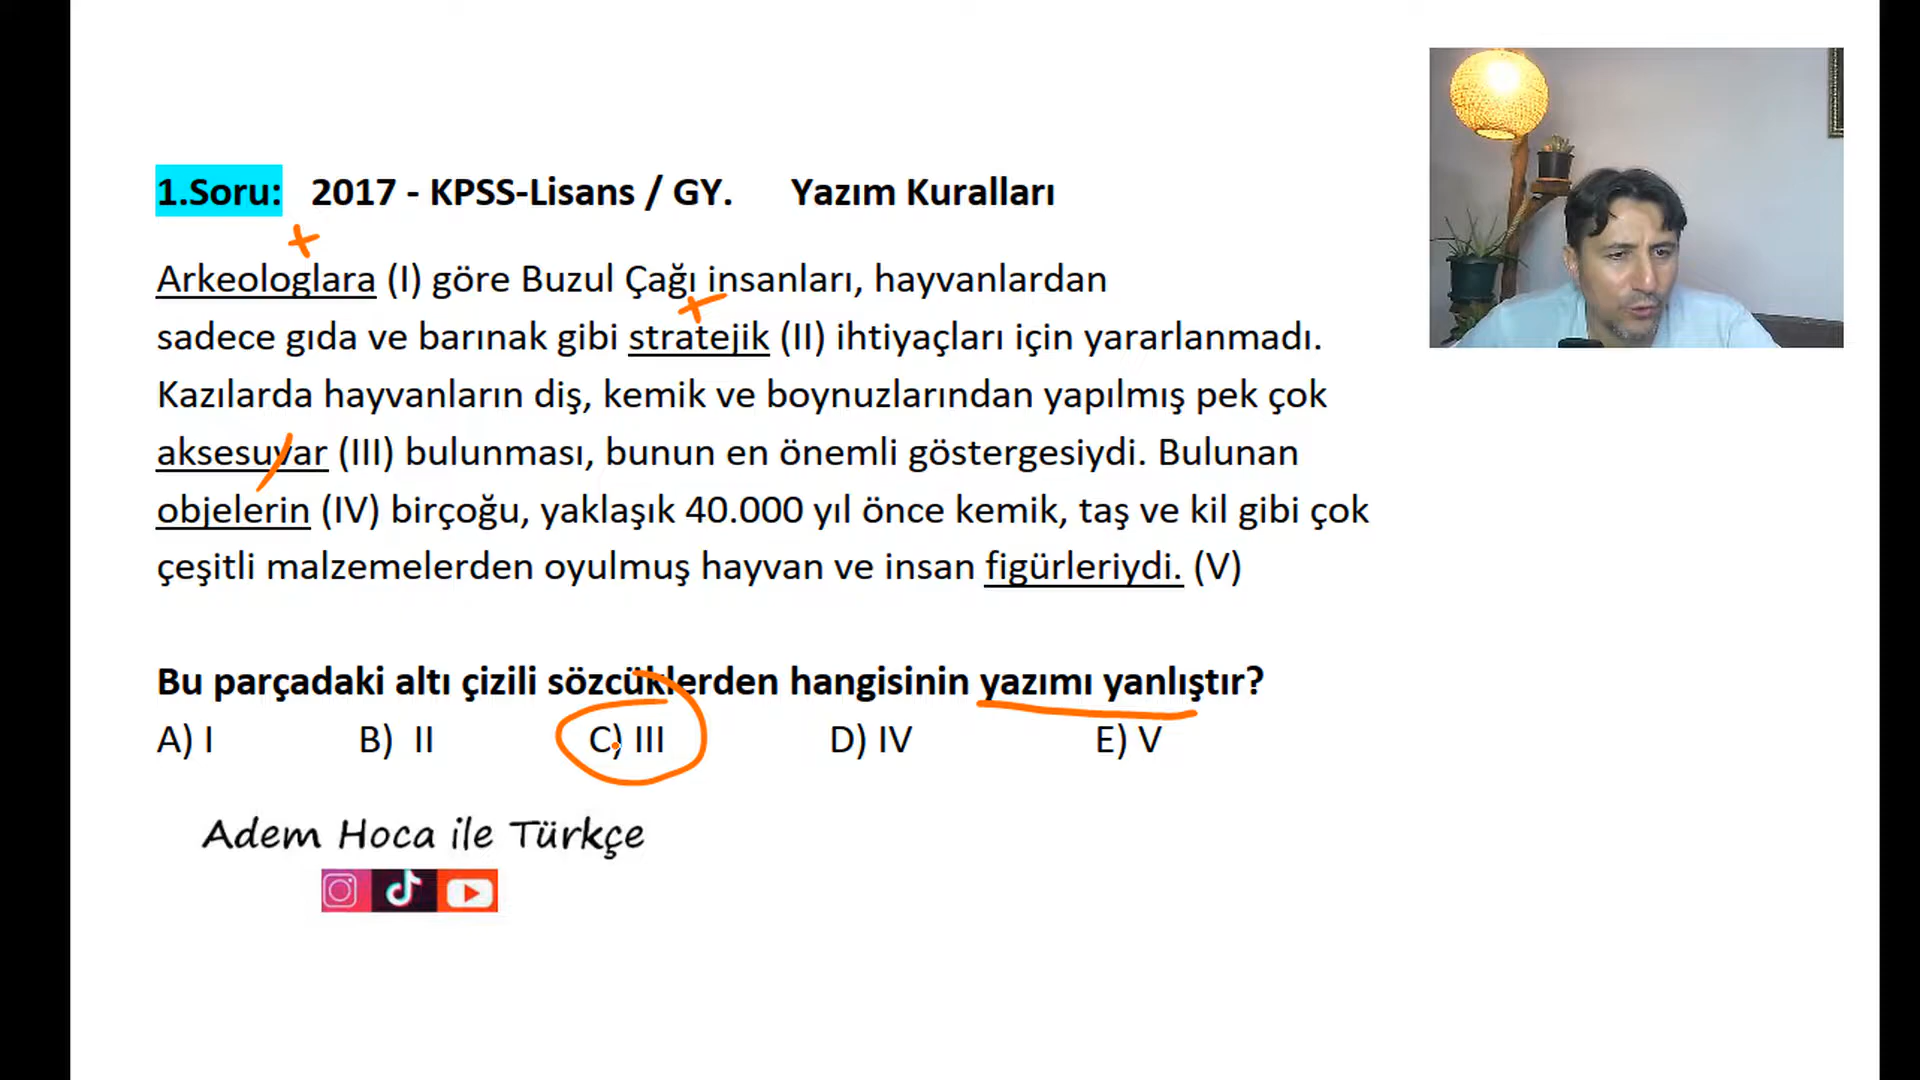 1.Soru: 2017 - KPSS-Lisans / GY. Yazım Kuralları
Arkeologlara (I) göre Buzul Çağı insanları, hayvanlardan
sadece gıda ve barınak gibi stratejik (II) ihtiyaçları için yararlanmadı.
Kazılarda hayvanların diş, kemik ve boynuzlarından yapılmış pek çok
aksesuvar (III) bulunması, bunun en önemli göstergesiydi. Bulunan
objelerin (IV) birçoğu, yaklaşık 40.000 yıl önce kemik, taş ve kil gibi çok
çeşitli malzemelerden oyulmuş hayvan ve insan figürleriydi. (V)
Bu parçadaki altı çizili sözcüklerden hangisinin yazımı yanlıştır?
A) I B) II C) III D) IV E) V
Adem Hoca ile Türkçe